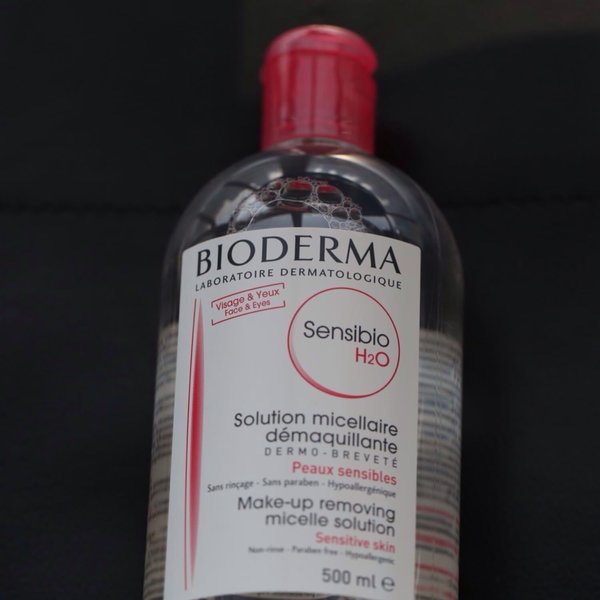 BIODERMA
LABORATOIRE DERMATOLOGIQUE
Visage & Yeux
Face & Eyes
Sensibio
H2O
Solution micellaire
démaquillante
DERMO-BREVETÉ
Peaux sensibles
Sans rinçage - Sans paraben - Hypoallergénique
Make-up removing
micelle solution
Sensitive skin
Non-rinse - Paraben free - Hypoallergenic
500 ml ℮